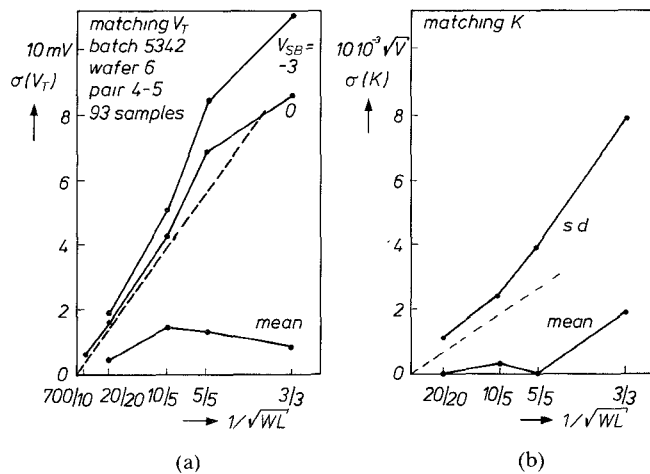 matching V_T
batch 5342
wafer 6
pair 4-5
93 samples
10 mV
σ(V_T)
8
6
4
2
0
V_SB =
-3
0
mean
700/10
20/20
10/5
5/5
3/3
1/√WL
(a)
matching K
10 10⁻³ √V
σ(K)
8
6
4
2
0
sd
mean
20/20
10/5
5/5
3/3
1/√WL
(b)